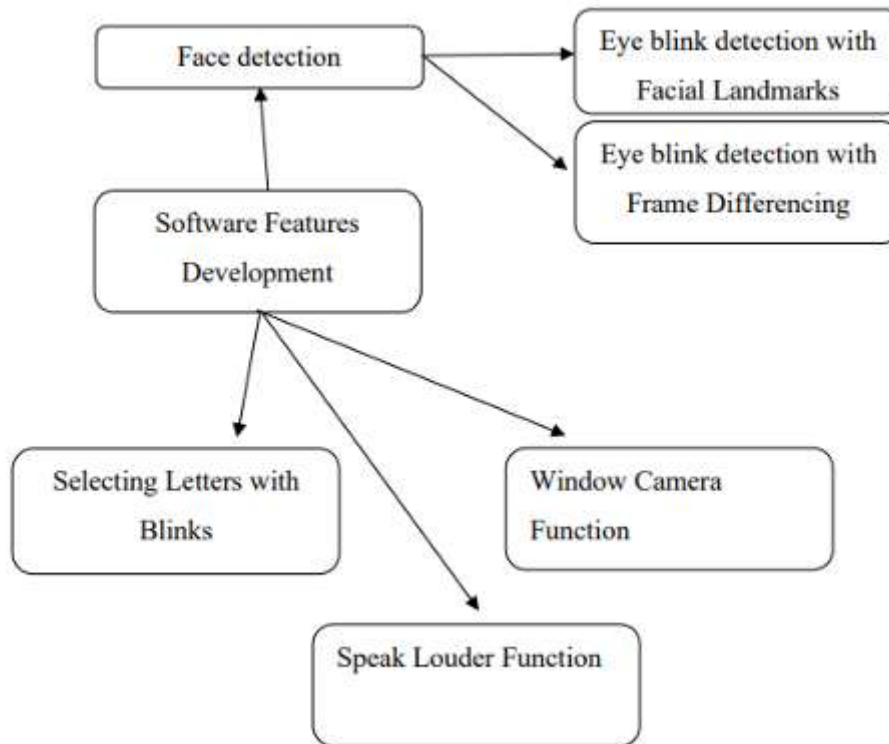 Face detection
Eye blink detection with
Facial Landmarks
Eye blink detection with
Frame Differencing
Software Features
Development
Selecting Letters with
Blinks
Window Camera
Function
Speak Louder Function